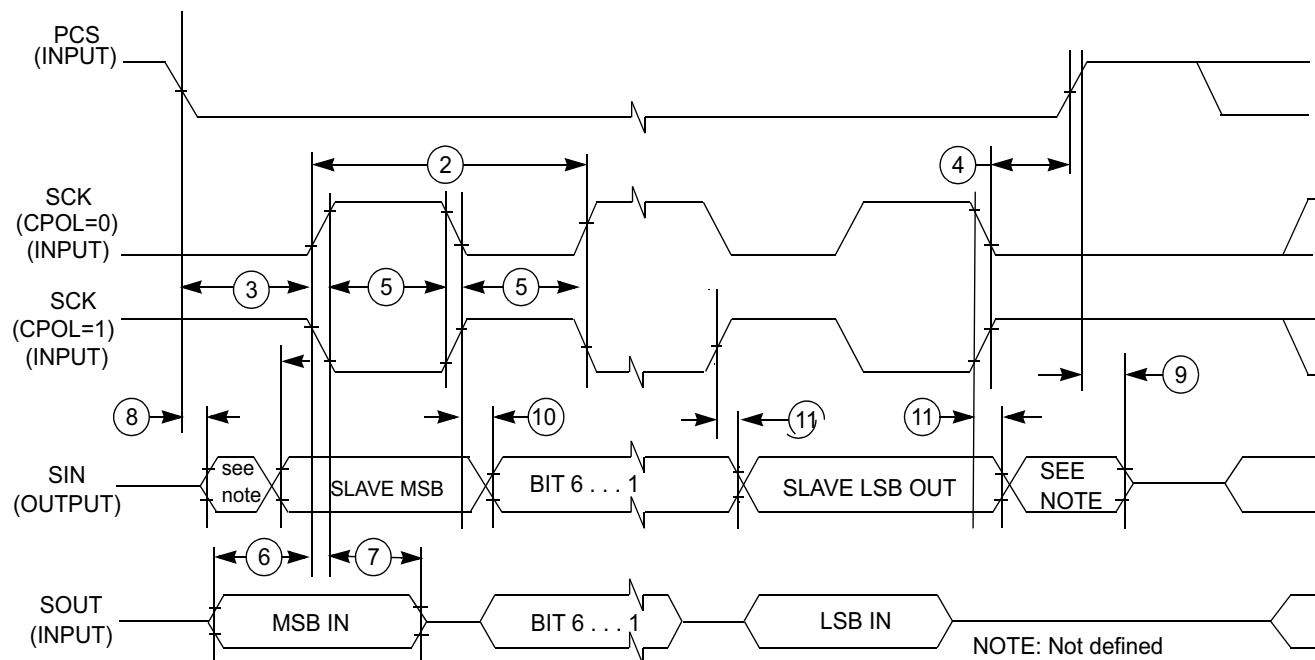 PCS
(INPUT)
2
4
SCK
(CPOL=0)
(INPUT)
3
5
5
SCK
(CPOL=1)
(INPUT)
8
10
11
11
9
SIN
(OUTPUT)
see
note
SLAVE MSB
BIT 6 . . . 1
SLAVE LSB OUT
SEE
NOTE
6
7
SOUT
(INPUT)
MSB IN
BIT 6 . . . 1
LSB IN
NOTE: Not defined